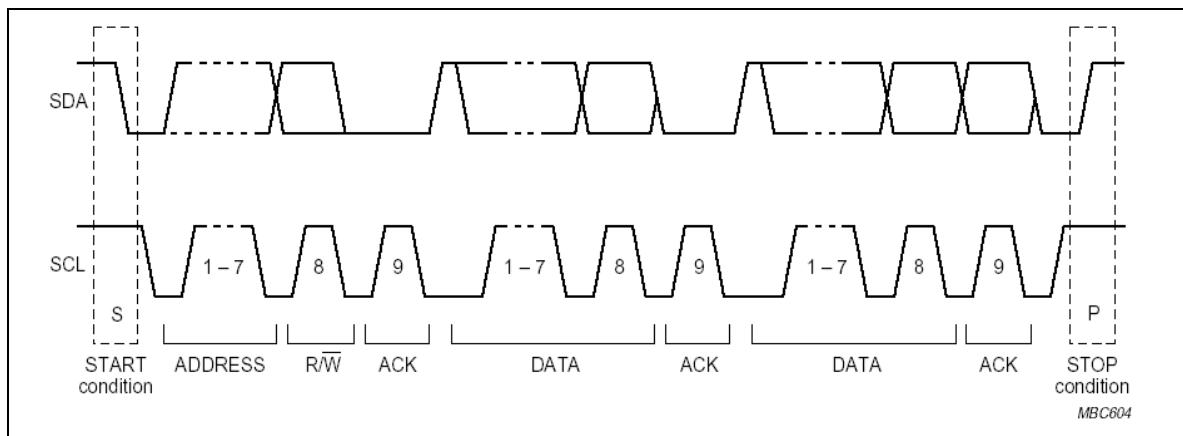 SDA
SCL
1 – 7
8
9
1 – 7
8
9
1 – 7
8
9
S
P
START
condition
ADDRESS
R/W̅
ACK
DATA
ACK
DATA
ACK
STOP
condition
MBC604